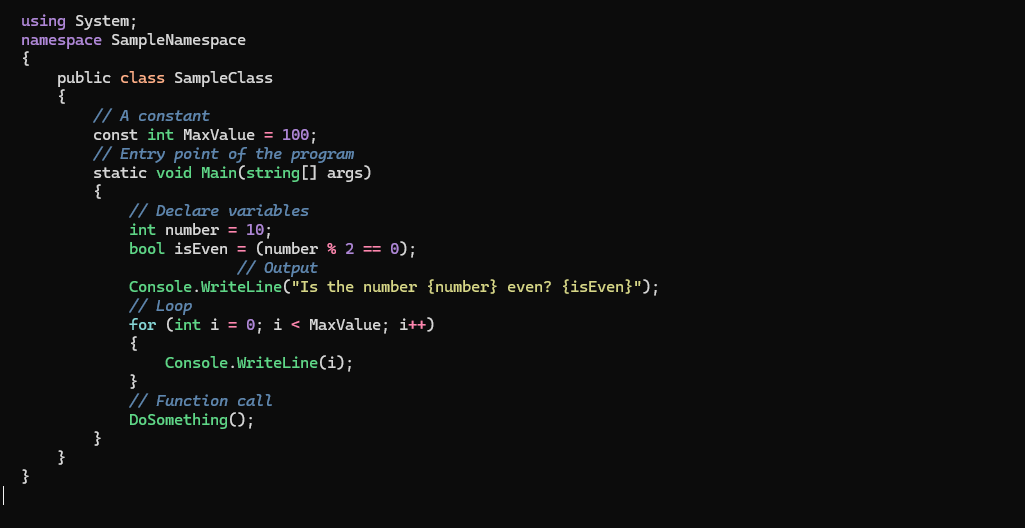 using System;
namespace SampleNamespace
{
    public class SampleClass
    {
        // A constant
        const int MaxValue = 100;
        // Entry point of the program
        static void Main(string[] args)
        {
            // Declare variables
            int number = 10;
            bool isEven = (number % 2 == 0);
                        // Output
            Console.WriteLine("Is the number {number} even? {isEven}");
            // Loop
            for (int i = 0; i < MaxValue; i++)
            {
                Console.WriteLine(i);
            }
            // Function call
            DoSomething();
        }
    }
}